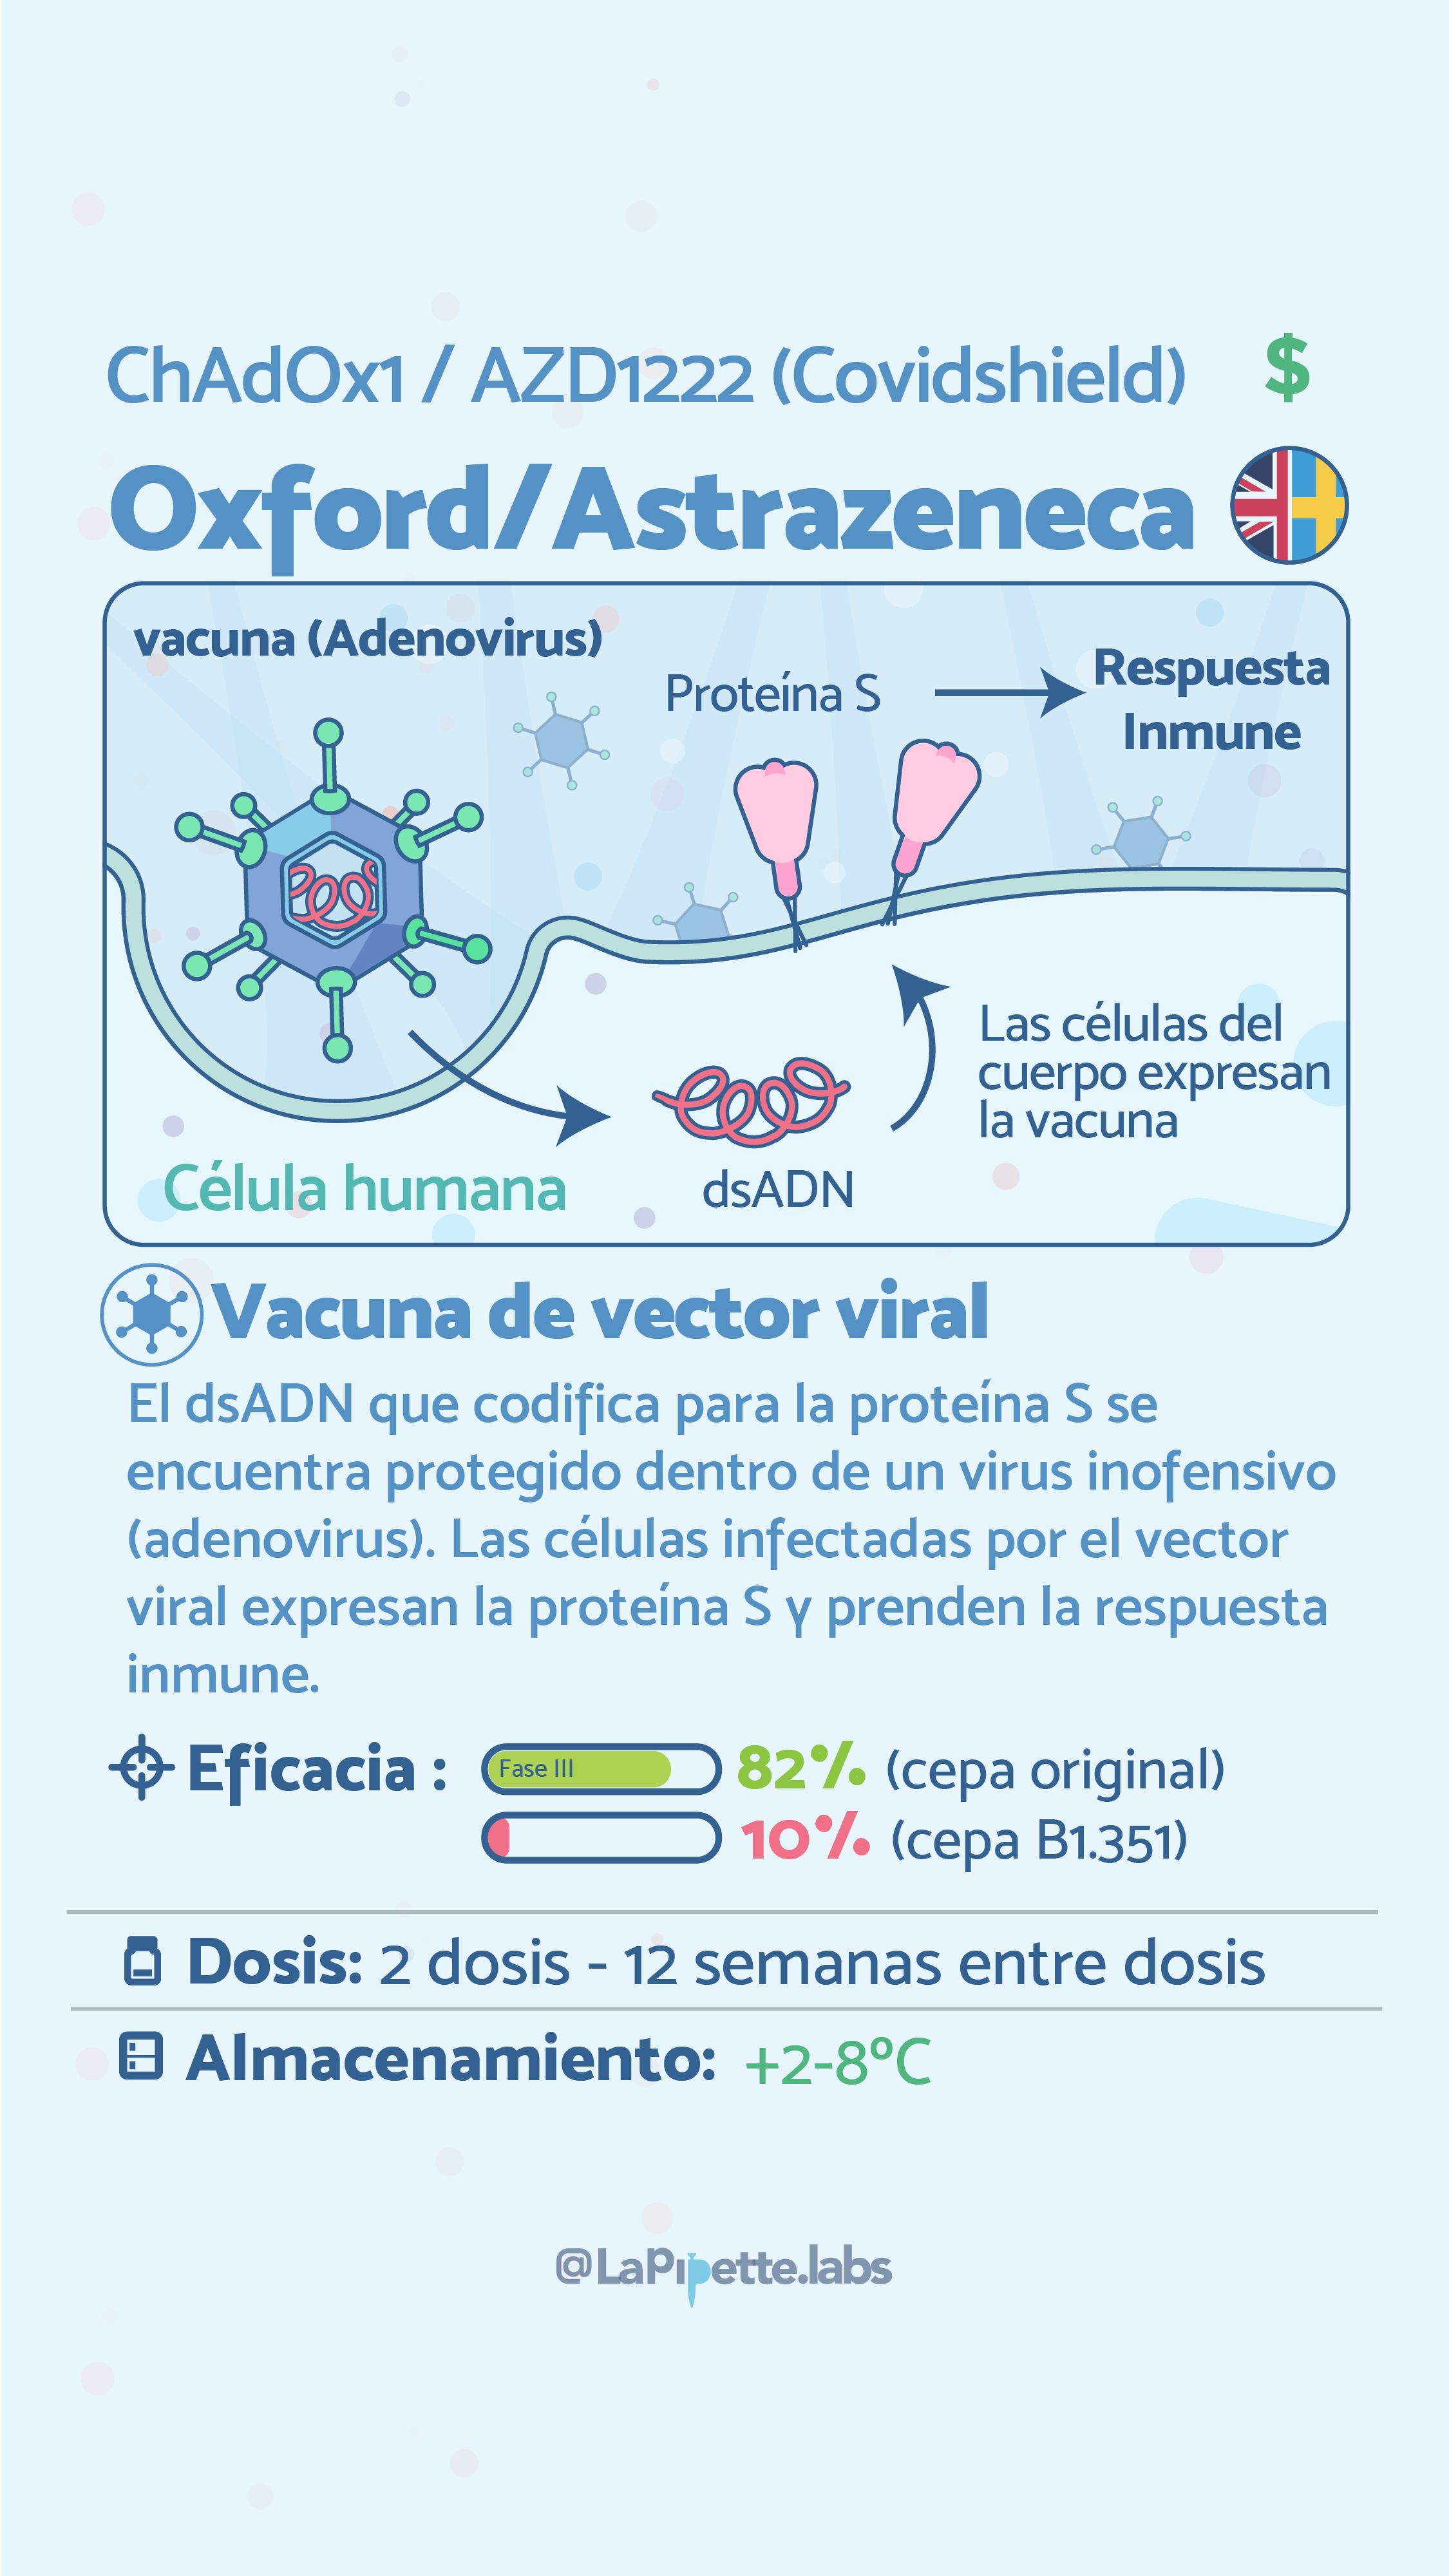 ChAdOx1 / AZD1222 (Covidshield) $
Oxford/Astrazeneca
vacuna (Adenovirus)
Proteína S
Respuesta
Inmune
Las células del
cuerpo expresan
la vacuna
Célula humana
dsADN
Vacuna de vector viral
El dsADN que codifica para la proteína S se
encuentra protegido dentro de un virus inofensivo
(adenovirus). Las células infectadas por el vector
viral expresan la proteína S y prenden la respuesta
inmune.
Eficacia : Fase III 82% (cepa original)
10% (cepa B1.351)
Dosis: 2 dosis - 12 semanas entre dosis
Almacenamiento: +2-8ºC
@LaPipette.labs